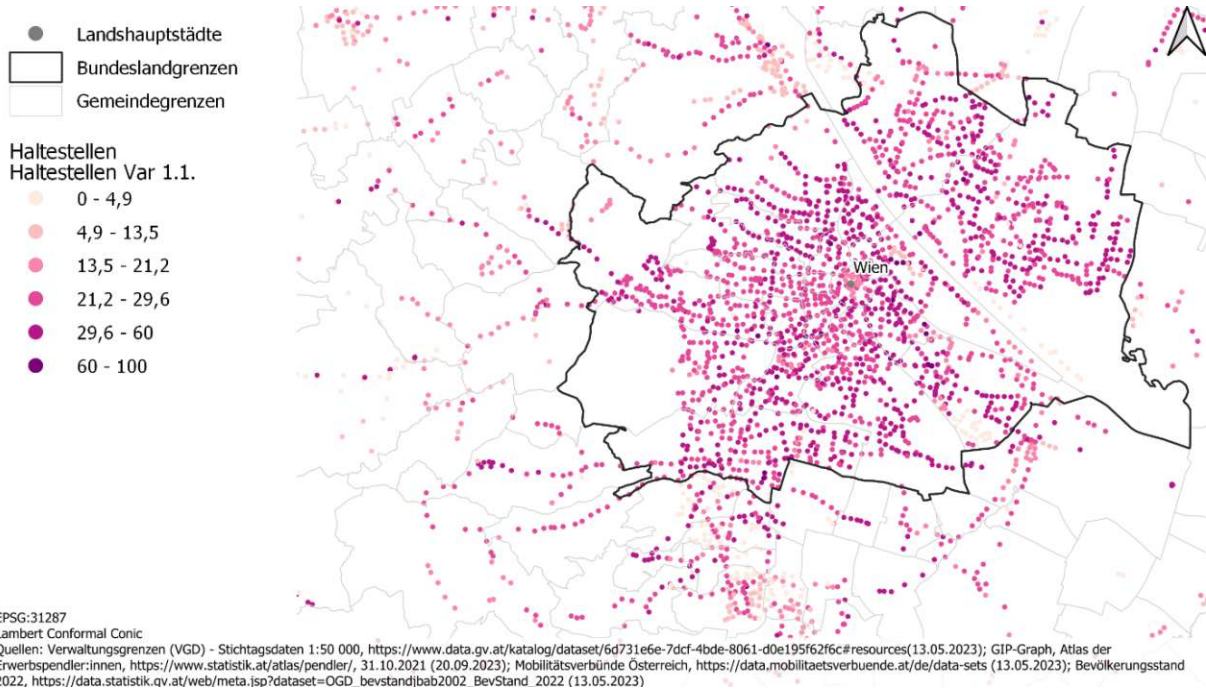 Landshauptstädte
Bundeslandgrenzen
Gemeindegrenzen
Haltestellen
Haltestellen Var 1.1.
0 - 4,9
4,9 - 13,5
13,5 - 21,2
21,2 - 29,6
29,6 - 60
60 - 100
Wien
EPSG:31287
Lambert Conformal Conic
Quellen: Verwaltungsgrenzen (VGD) - Stichtagsdaten 1:50 000, https://www.data.gv.at/katalog/dataset/6d731e6e-7dcf-4bde-8061-d0e195f62f6c#resources(13.05.2023); GIP-Graph, Atlas der
Erwerbspendler:innen, https://www.statistik.at/atlas/pendler/, 31.10.2021 (20.09.2023); Mobilitätsverbünde Österreich, https://data.mobilitaetsverbuende.at/de/data-sets (13.05.2023); Bevölkerungsstand
2022, https://data.statistik.gv.at/web/meta.jsp?dataset=OGD_bevstandjbab2002_BevStand_2022 (13.05.2023)